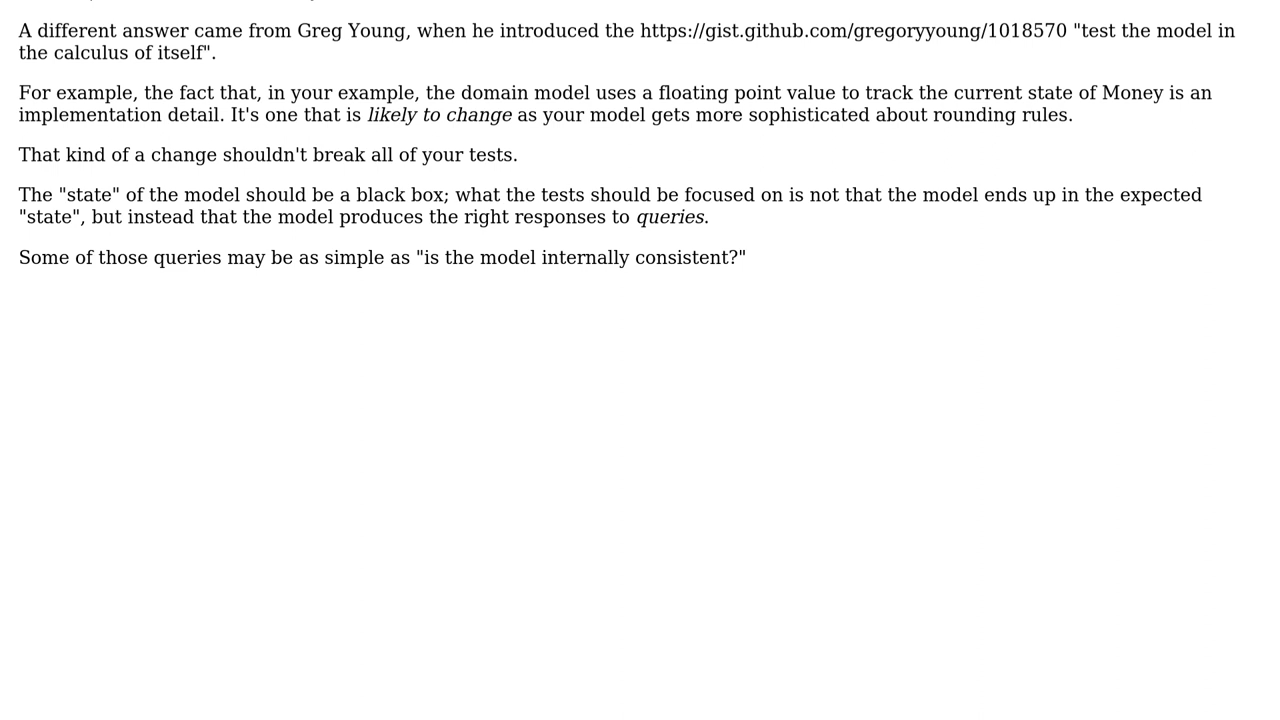 A different answer came from Greg Young, when he introduced the https://gist.github.com/gregoryyoung/1018570 "test the model in
the calculus of itself".
For example, the fact that, in your example, the domain model uses a floating point value to track the current state of Money is an
implementation detail. It's one that is likely to change as your model gets more sophisticated about rounding rules.
That kind of a change shouldn't break all of your tests.
The "state" of the model should be a black box; what the tests should be focused on is not that the model ends up in the expected
"state", but instead that the model produces the right responses to queries.
Some of those queries may be as simple as "is the model internally consistent?"